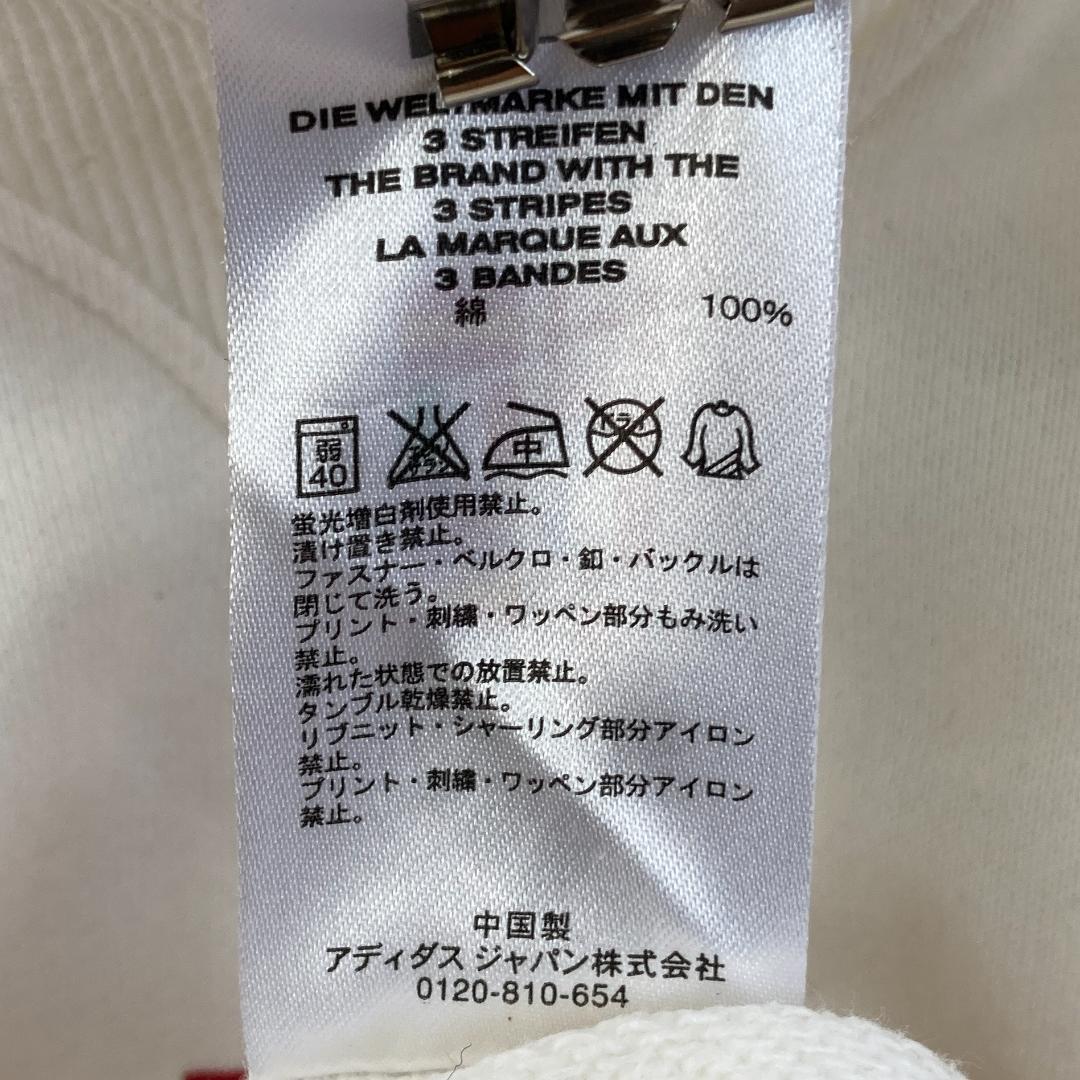 DIE WELTMARKE MIT DEN
3 STREIFEN
THE BRAND WITH THE
3 STRIPES
LA MARQUE AUX
3 BANDES
綿 100%
弱 中
40
蛍光増白剤使用禁止。
漬け置き禁止。
ファスナー・ベルクロ・釦・バックルは
閉じて洗う。
プリント・刺繍・ワッペン部分もみ洗い
禁止。
濡れた状態での放置禁止。
タンブル乾燥禁止。
リブニット・シャーリング部分アイロン
禁止。
プリント・刺繍・ワッペン部分アイロン
禁止。
中国製
アディダス ジャパン株式会社
0120-810-654